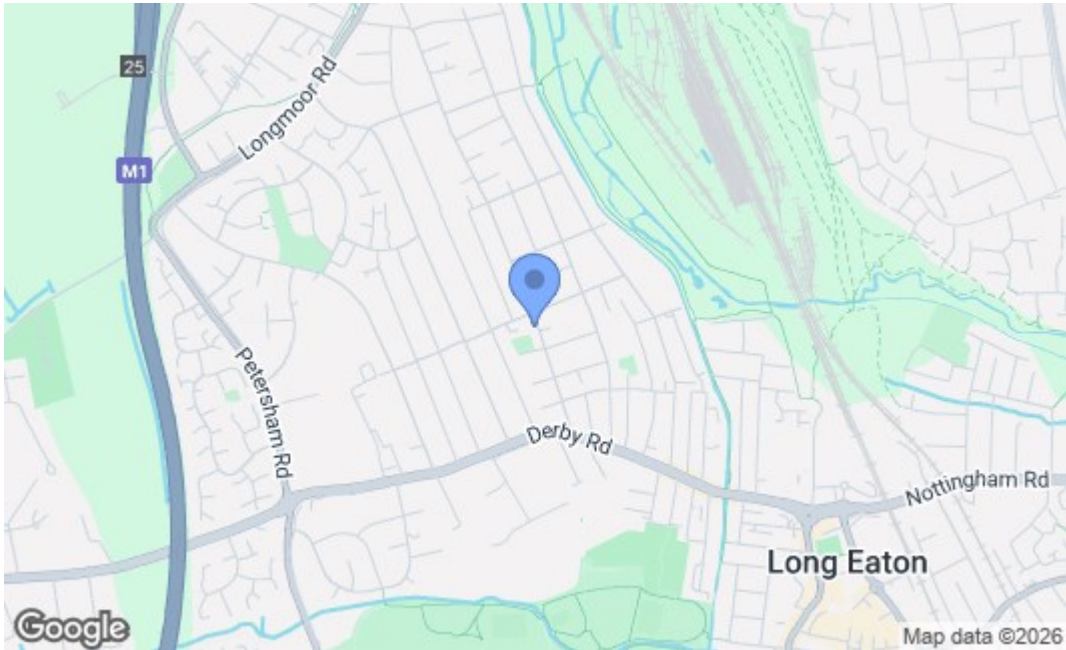 25
Longmoor Rd
M1
Petersham Rd
Derby Rd
Nottingham Rd
Long Eaton
Google
Map data ©2026